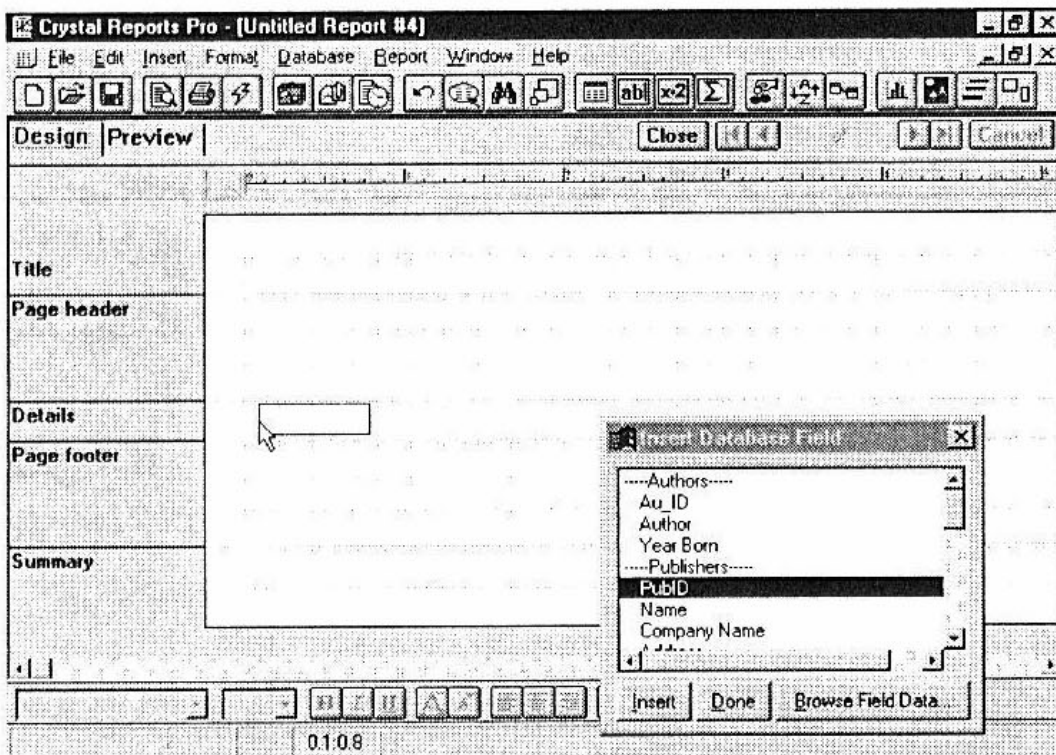 Crystal Reports Pro - [Untitled Report #4]
File Edit Insert Format Database Report Window Help
Design Preview Close Cancel
Title
Page header
Details
Page footer
Summary
Insert Database Field
-----Authors-----
Au_ID
Author
Year Born
-----Publishers-----
PubID
Name
Company Name
Insert Done Browse Field Data...
0.1:0.8